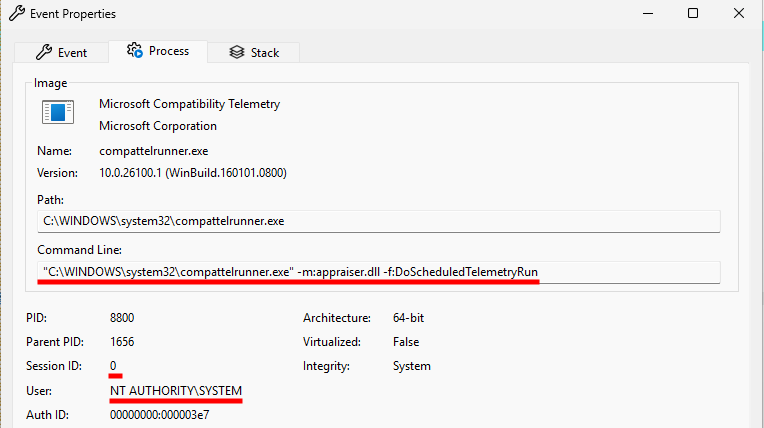 Event Properties
Event Process Stack
Image
Microsoft Compatibility Telemetry
Microsoft Corporation
Name: compattelrunner.exe
Version: 10.0.26100.1 (WinBuild.160101.0800)
Path:
C:\WINDOWS\system32\compattelrunner.exe
Command Line:
"C:\WINDOWS\system32\compattelrunner.exe" -m:appraiser.dll -f:DoScheduledTelemetryRun
PID: 8800 Architecture: 64-bit
Parent PID: 1656 Virtualized: False
Session ID: 0 Integrity: System
User: NT AUTHORITY\SYSTEM
Auth ID: 00000000:000003e7